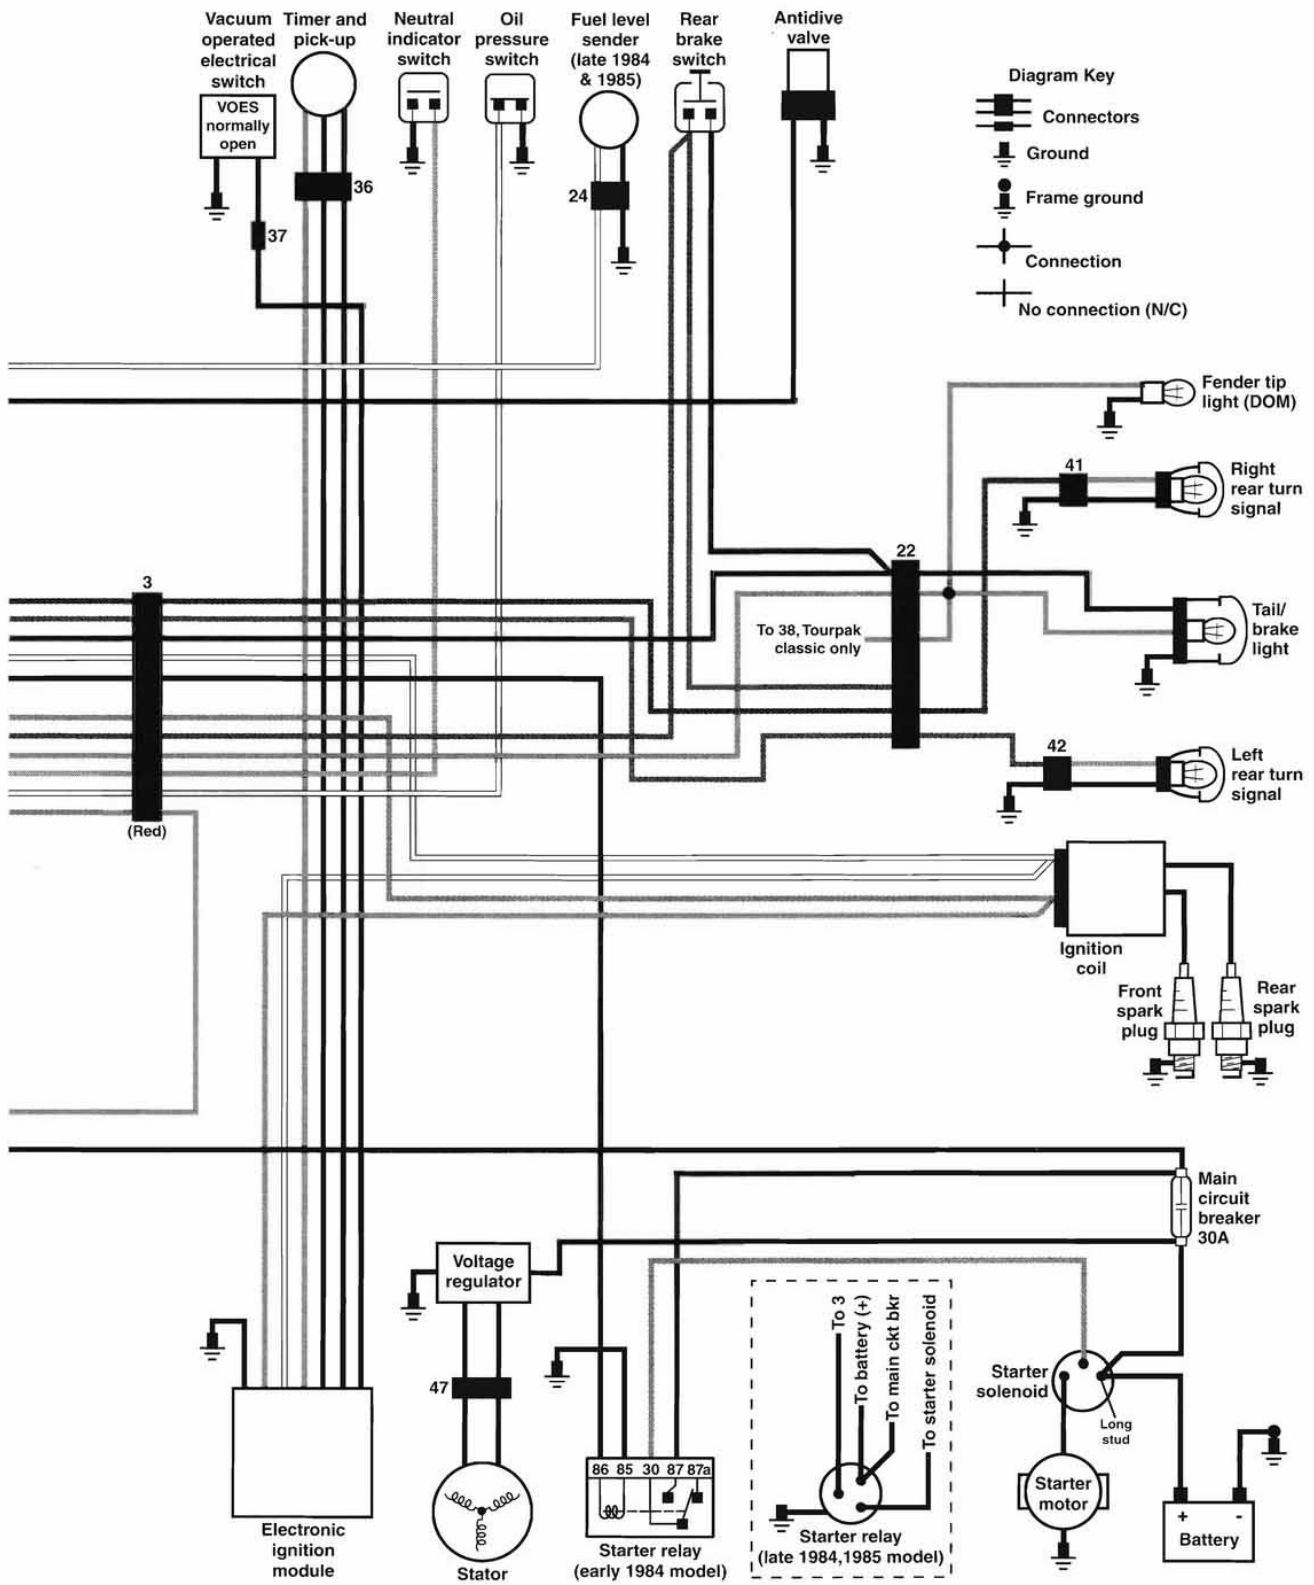 Vacuum
operated
electrical
switch
VOES
normally
open
37
Timer and
pick-up
36
Neutral
indicator
switch
Oil
pressure
switch
Fuel level
sender
(late 1984
& 1985)
24
Rear
brake
switch
Antidive
valve
Diagram Key
Connectors
Ground
Frame ground
Connection
No connection (N/C)
Fender tip
light (DOM)
41
Right
rear turn
signal
22
3
(Red)
To 38, Tourpak
classic only
Tail/
brake
light
42
Left
rear turn
signal
Ignition
coil
Front
spark
plug
Rear
spark
plug
Main
circuit
breaker
30A
Voltage
regulator
47
Stator
Electronic
ignition
module
86 85 30 87 87a
Starter relay
(early 1984 model)
To 3
To battery (+)
To main ckt bkr
To starter solenoid
Starter relay
(late 1984,1985 model)
Starter
solenoid
Long
stud
Starter
motor
+ -
Battery